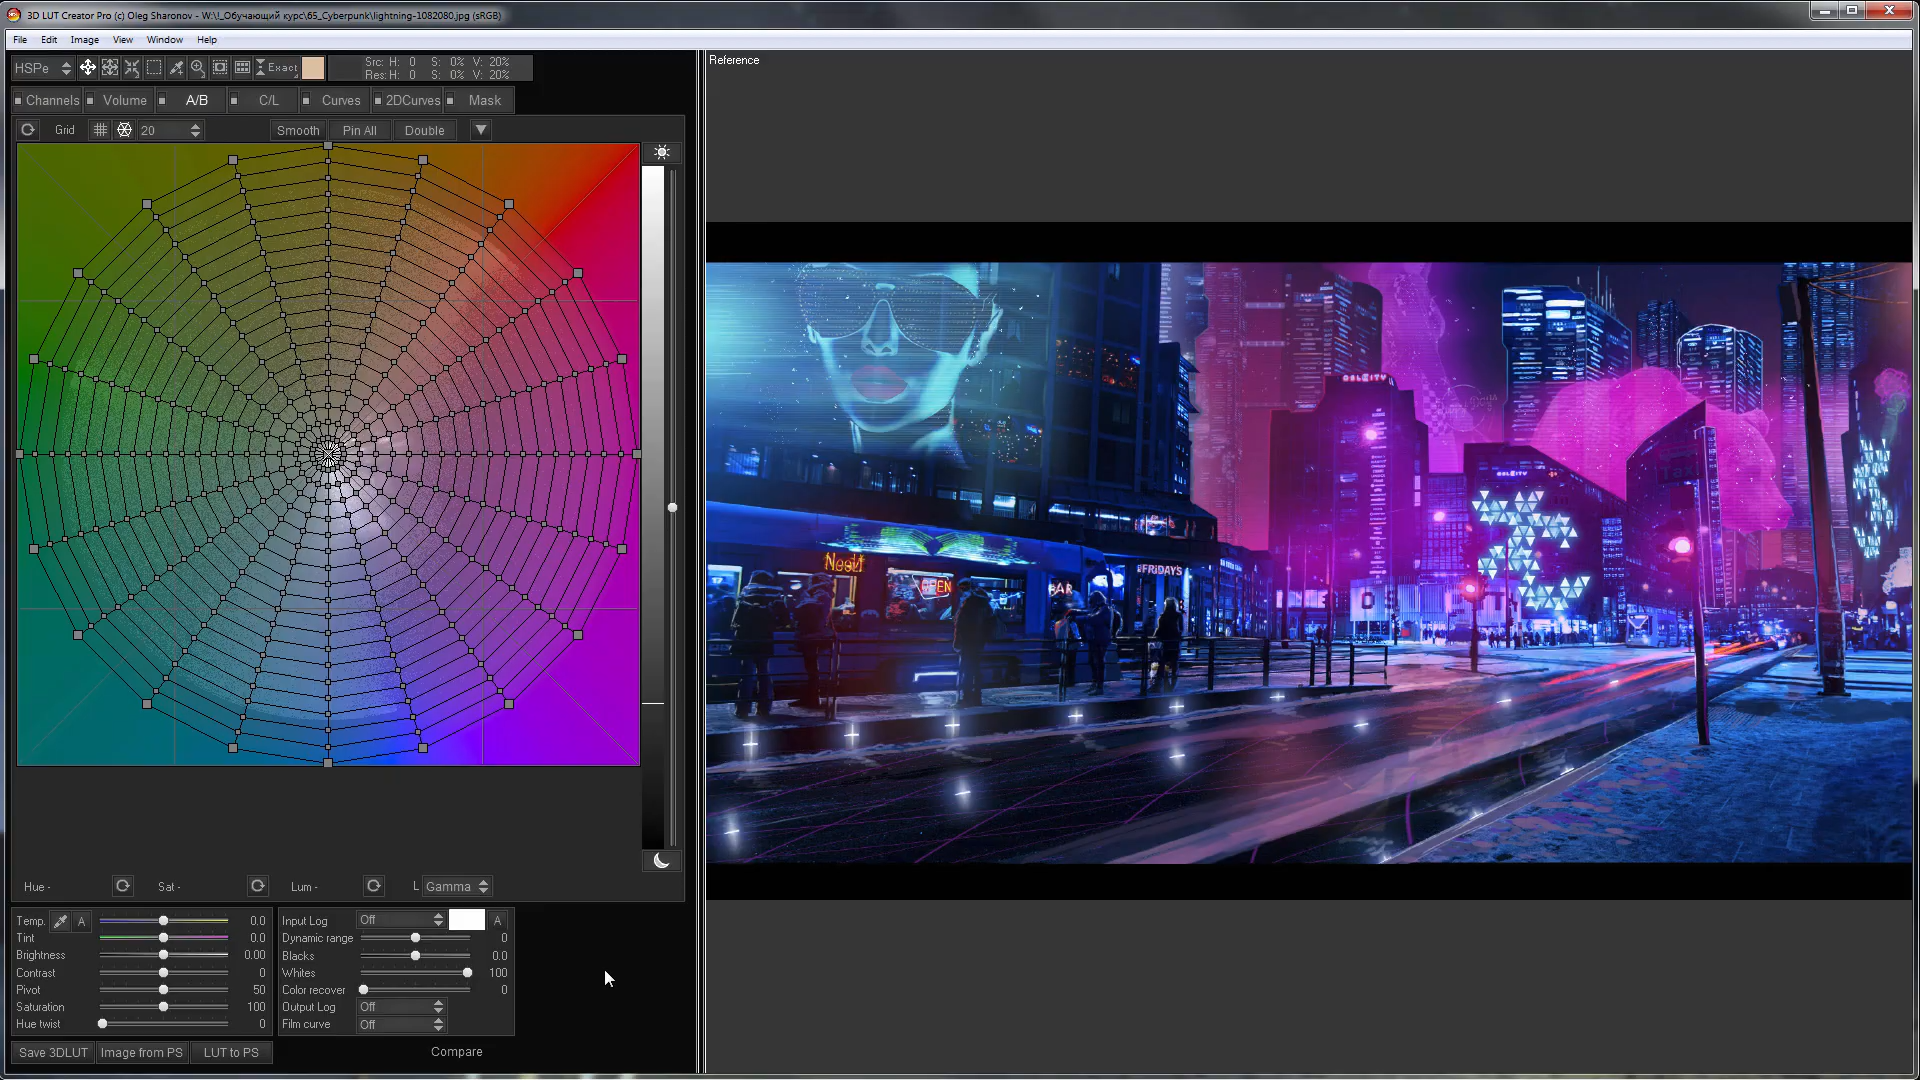 3D LUT Creator Pro (c) Oleg Sharonov - W:\!_Обучающий курс\65_Cyberpunk\lightning-1082080.jpg (sRGB)
File Edit Image View Window Help
HSPe Exact Src: H: 0 S: 0% V: 20%
Res: H: 0 S: 0% V: 20%
Channels Volume A/B C/L Curves 2DCurves Mask
Grid 20 Smooth Pin All Double
Reference
OPEN
BAR
FRIDAYS
Hue - Sat - Lum - L Gamma
Temp. A 0.0
Tint 0.0
Brightness 0.00
Contrast 0
Pivot 50
Saturation 100
Hue twist 0
Input Log Off A
Dynamic range 0
Blacks 0.0
Whites 100
Color recover 0
Output Log Off
Film curve Off
Save 3DLUT Image from PS LUT to PS Compare